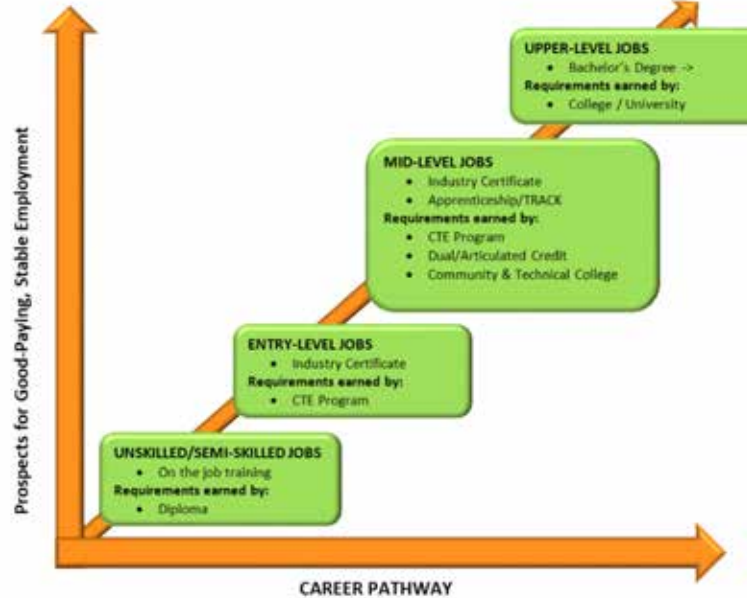 UPPER-LEVEL JOBS
• Bachelor's Degree ->
Requirements earned by:
• College / University
MID-LEVEL JOBS
• Industry Certificate
• Apprenticeship/TRACK
Requirements earned by:
• CTE Program
• Dual/Articulated Credit
• Community & Technical College
ENTRY-LEVEL JOBS
• Industry Certificate
Requirements earned by:
• CTE Program
UNSKILLED/SEMI-SKILLED JOBS
• On the job training
Requirements earned by:
• Diploma
Prospects for Good-Paying, Stable Employment
CAREER PATHWAY